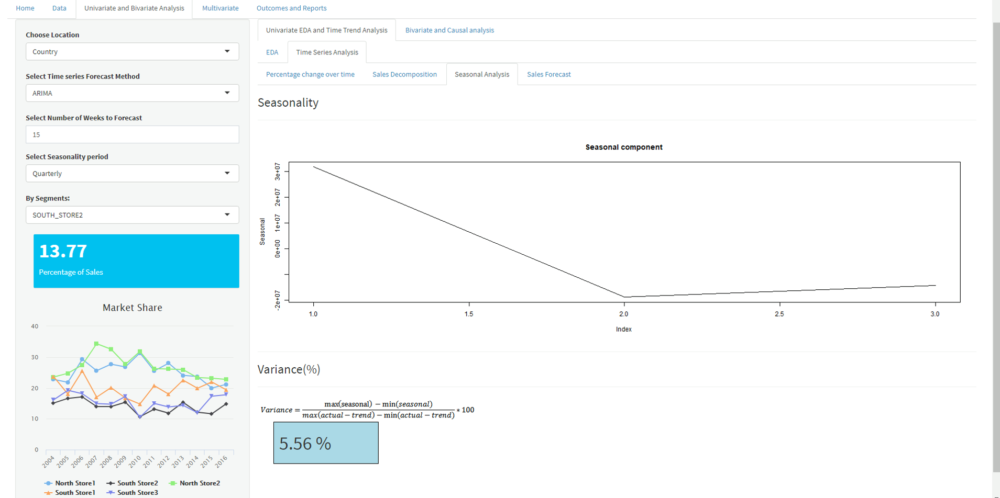 Home Data Univariate and Bivariate Analysis Multivariate Outcomes and Reports
Choose Location
Country
Select Time series Forecast Method
ARIMA
Select Number of Weeks to Forecast
15
Select Seasonality period
Quarterly
By Segments:
SOUTH_STORE2
13.77
Percentage of Sales
Market Share
40
30
20
10
0
2004 2005 2006 2007 2008 2009 2010 2011 2012 2013 2014 2015 2016
North Store1 South Store2 North Store2
South Store1 South Store3
Univariate EDA and Time Trend Analysis Bivariate and Causal analysis
EDA Time Series Analysis
Percentage change over time Sales Decomposition Seasonal Analysis Sales Forecast
Seasonality
Seasonal component
Seasonal
3e+07
2e+07
1e+07
0e+00
-2e+07
1.0 1.5 2.0 2.5 3.0
Index
Variance(%)
Variance = max(seasonal) − min(seasonal) / max(actual − trend) − min(actual − trend) * 100
5.56 %